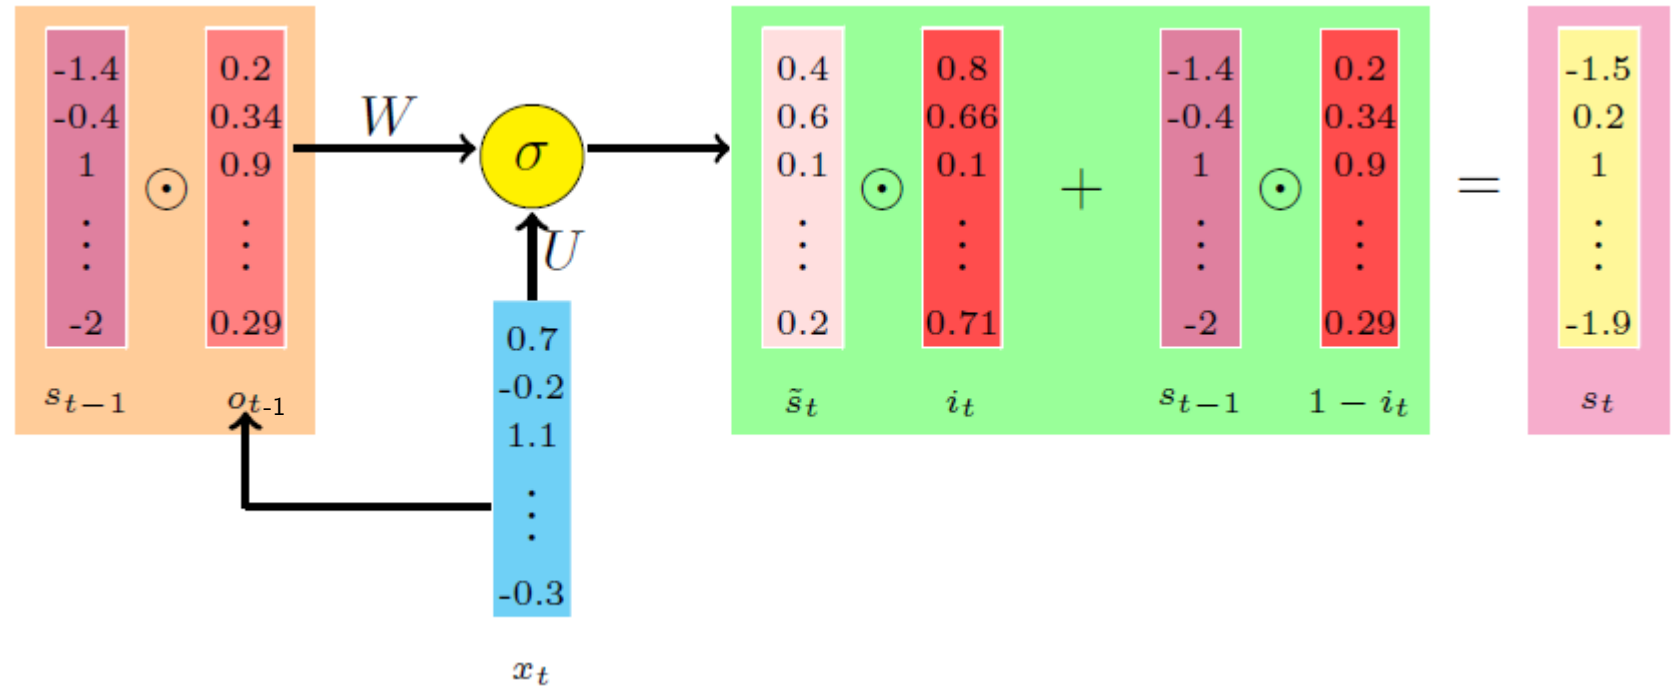 -1.4 0.2 0.4 0.8 -1.4 0.2 -1.5
-0.4 0.34 W 0.6 0.66 -0.4 0.34 0.2
σ
1 ⊙ 0.9 0.1 ⊙ 0.1 + 1 ⊙ 0.9 = 1
⋮ ⋮ ⋮ ⋮ ⋮ ⋮ ⋮
U
-2 0.29 0.2 0.71 -2 0.29 -1.9
s_{t-1} o_{t-1} s̃_t i_t s_{t-1} 1 - i_t s_t
0.7
-0.2
1.1
⋮
-0.3
x_t